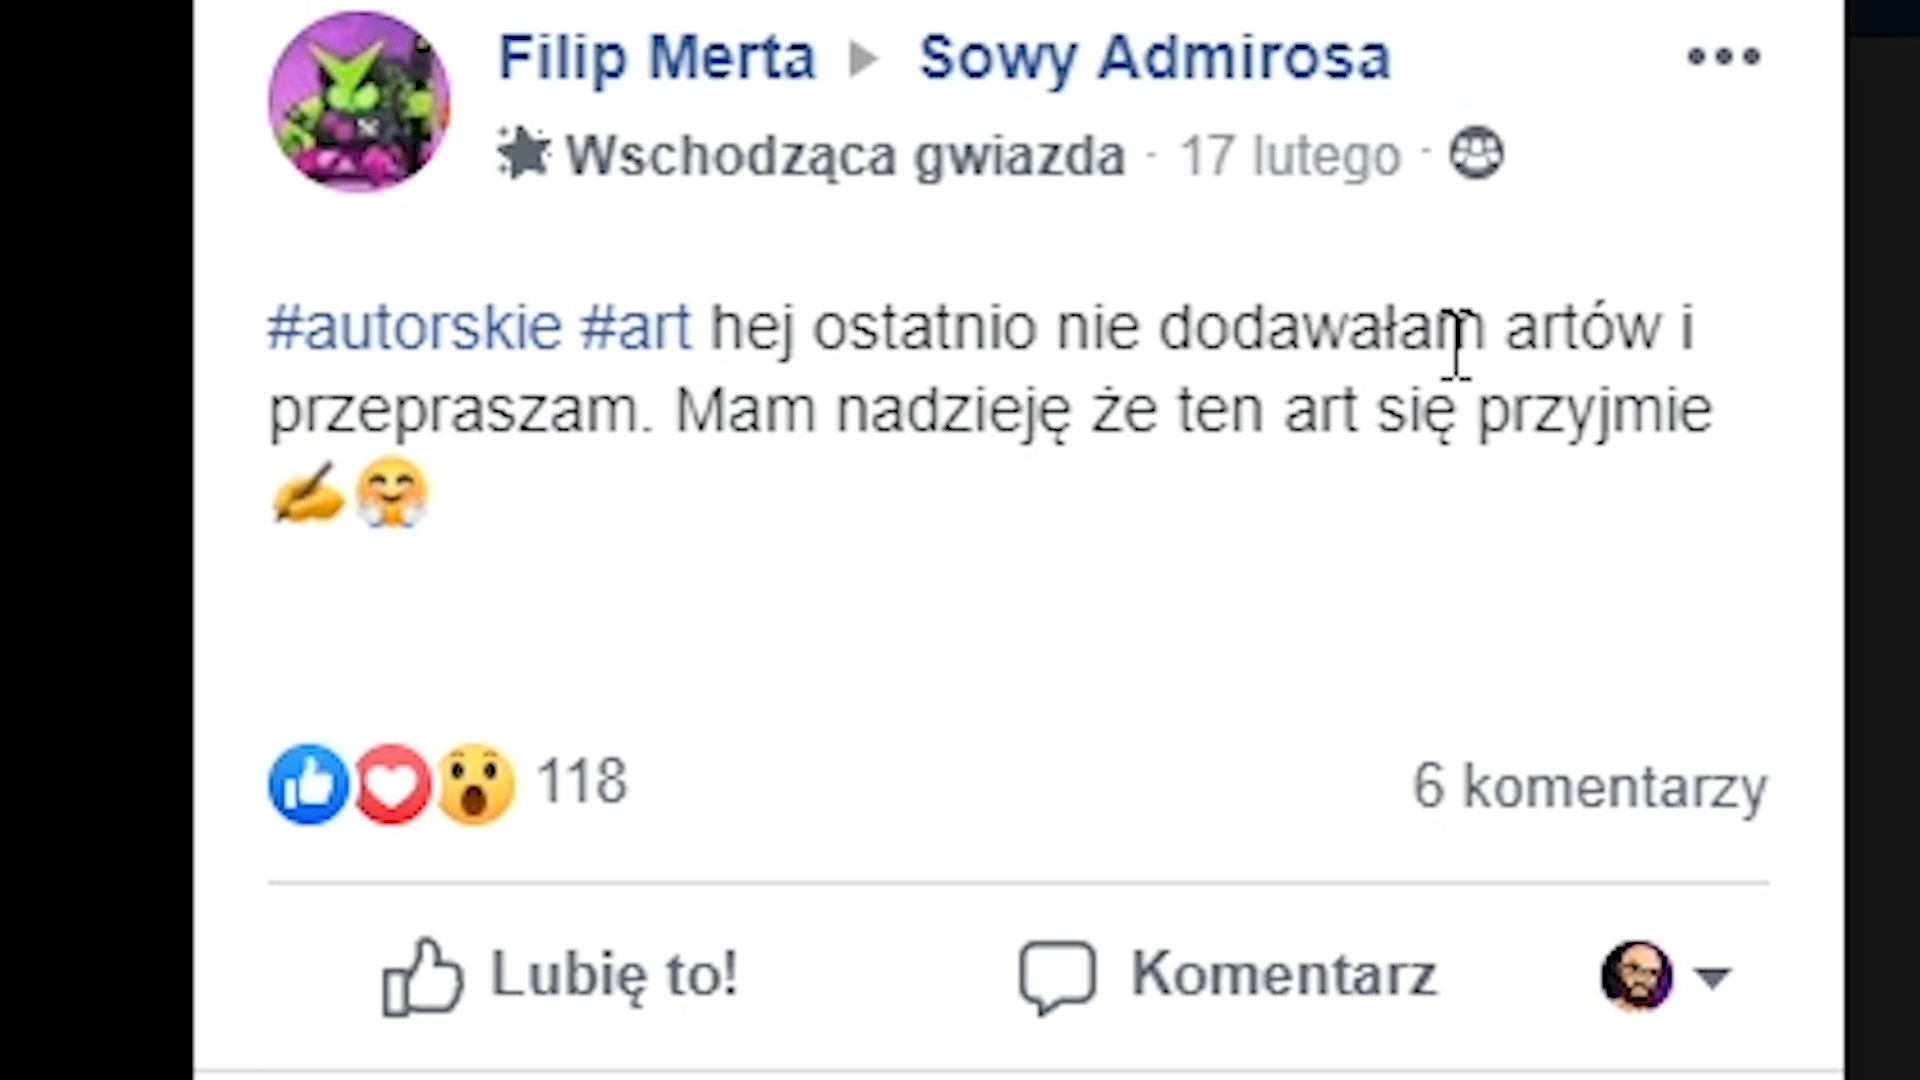 Filip Merta ▶ Sowy Admirosa
Wschodząca gwiazda · 17 lutego ·
#autorskie #art hej ostatnio nie dodawałam artów i
przepraszam. Mam nadzieję że ten art się przyjmie
✍🤗
118 6 komentarzy
Lubię to! Komentarz